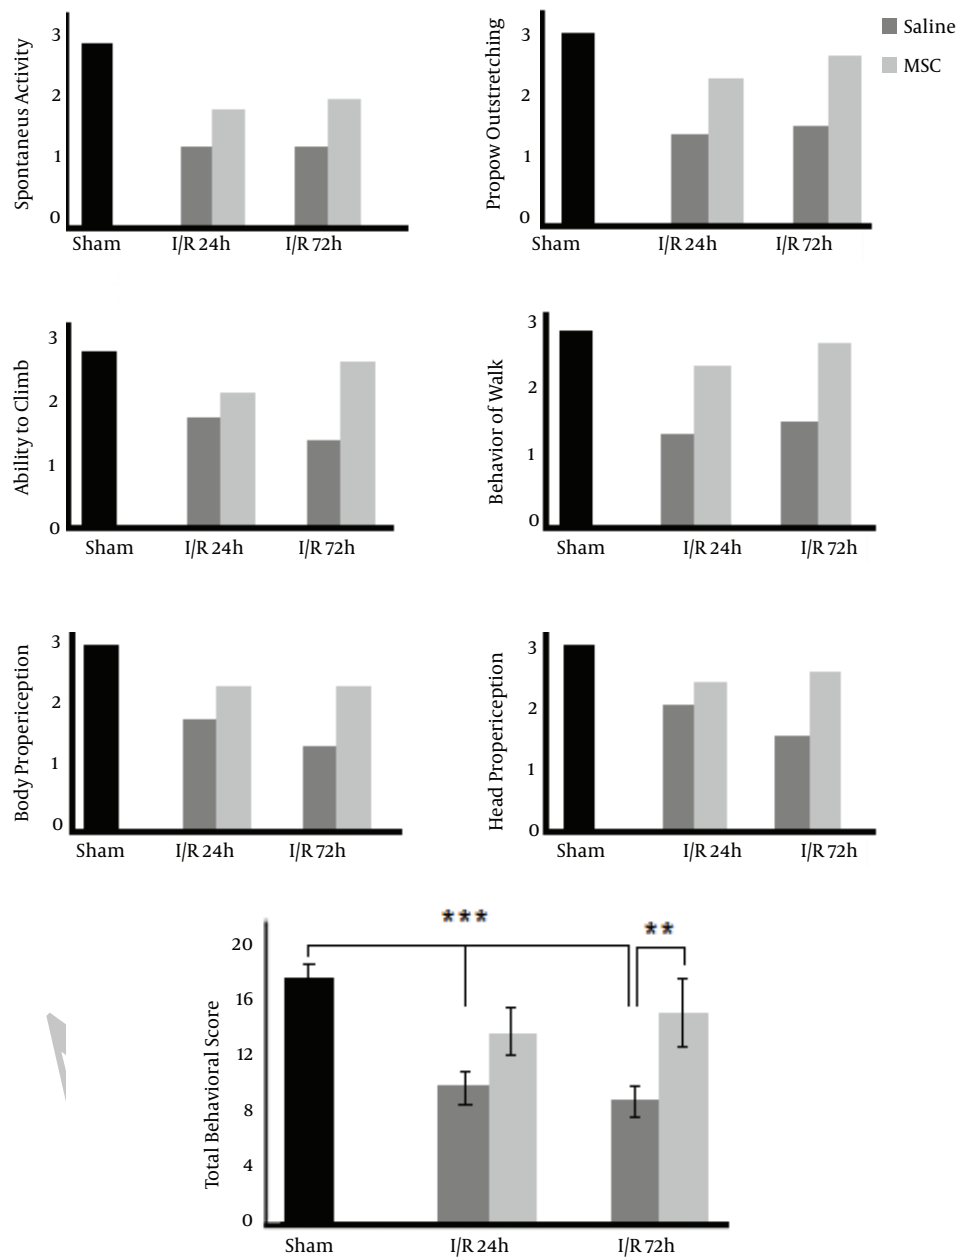 Saline
MSC
Spontaneus Activity
3
2
1
0
Sham I/R 24h I/R 72h
Propow Outstretching
3
2
1
0
Sham I/R 24h I/R 72h
Ability to Climb
3
2
1
0
Sham I/R 24h I/R 72h
Behavior of Walk
3
2
1
0
Sham I/R 24h I/R 72h
Body Properiception
3
2
1
0
Sham I/R 24h I/R 72h
Head Properiception
3
2
1
0
Sham I/R 24h I/R 72h
Total Behavioral Score
***
**
20
16
12
8
4
0
Sham I/R 24h I/R 72h